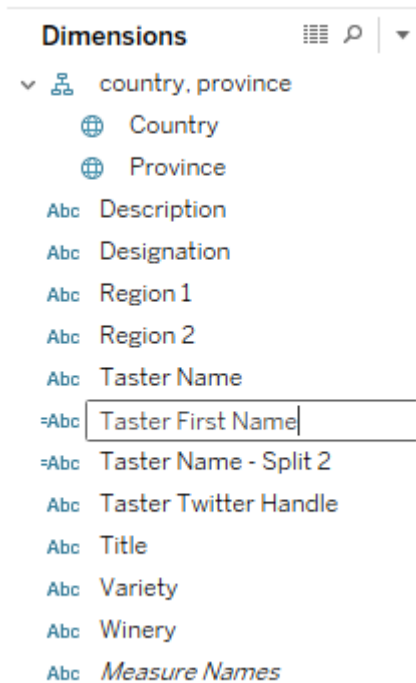 Dimensions
country, province
Country
Province
Abc Description
Abc Designation
Abc Region 1
Abc Region 2
Abc Taster Name
=Abc Taster First Name
=Abc Taster Name - Split 2
Abc Taster Twitter Handle
Abc Title
Abc Variety
Abc Winery
Abc Measure Names